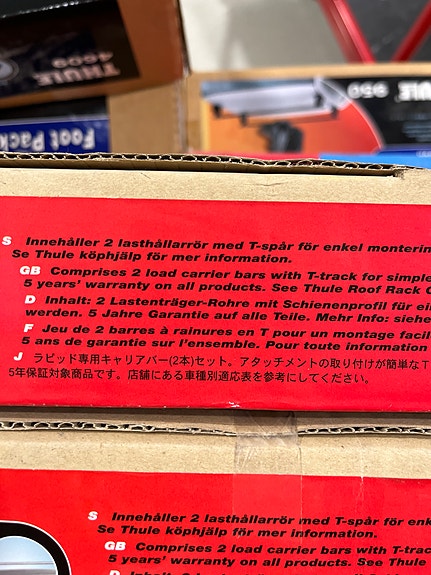 THULE 4009
Foot Pack
THULE 950
S Innehåller 2 lasthållarrör med T-spår för enkel
Se Thule köphjälp för mer information.
GB Comprises 2 load carrier bars with T-track for simple
5 years' warranty on all products. See Thule Roof Rack
D Inhalt: 2 Lastenträger-Rohre mit Schienenprofil für
werden. 5 Jahre Garantie auf alle Teile. Mehr Info: siehe
F Jeu de 2 barres à rainures en T pour un montage facil
5 ans de garantie sur l'ensemble. Pour toute information
J ラピッド専用キャリアバー(2本)セット。アタッチメントの取り付けが簡単なT
5年保証対象商品です。店舗にある車種別適応表を参考にしてください。
S Innehåller 2 lasthållarrör med T-spår för
Se Thule köphjälp för mer information.
GB Comprises 2 load carrier bars with
5 years' warranty on all products. See Thule
D Inhalt: 2